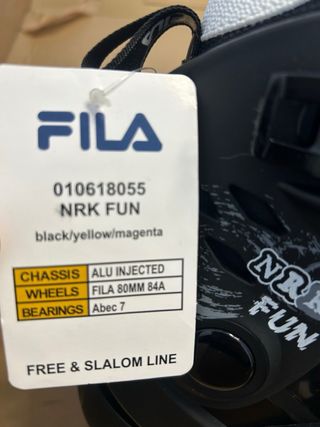 FILA
010618055
NRK FUN
black/yellow/magenta
CHASSIS ALU INJECTED
WHEELS FILA 80MM 84A
BEARINGS Abec 7
FREE & SLALOM LINE
NRK
FUN